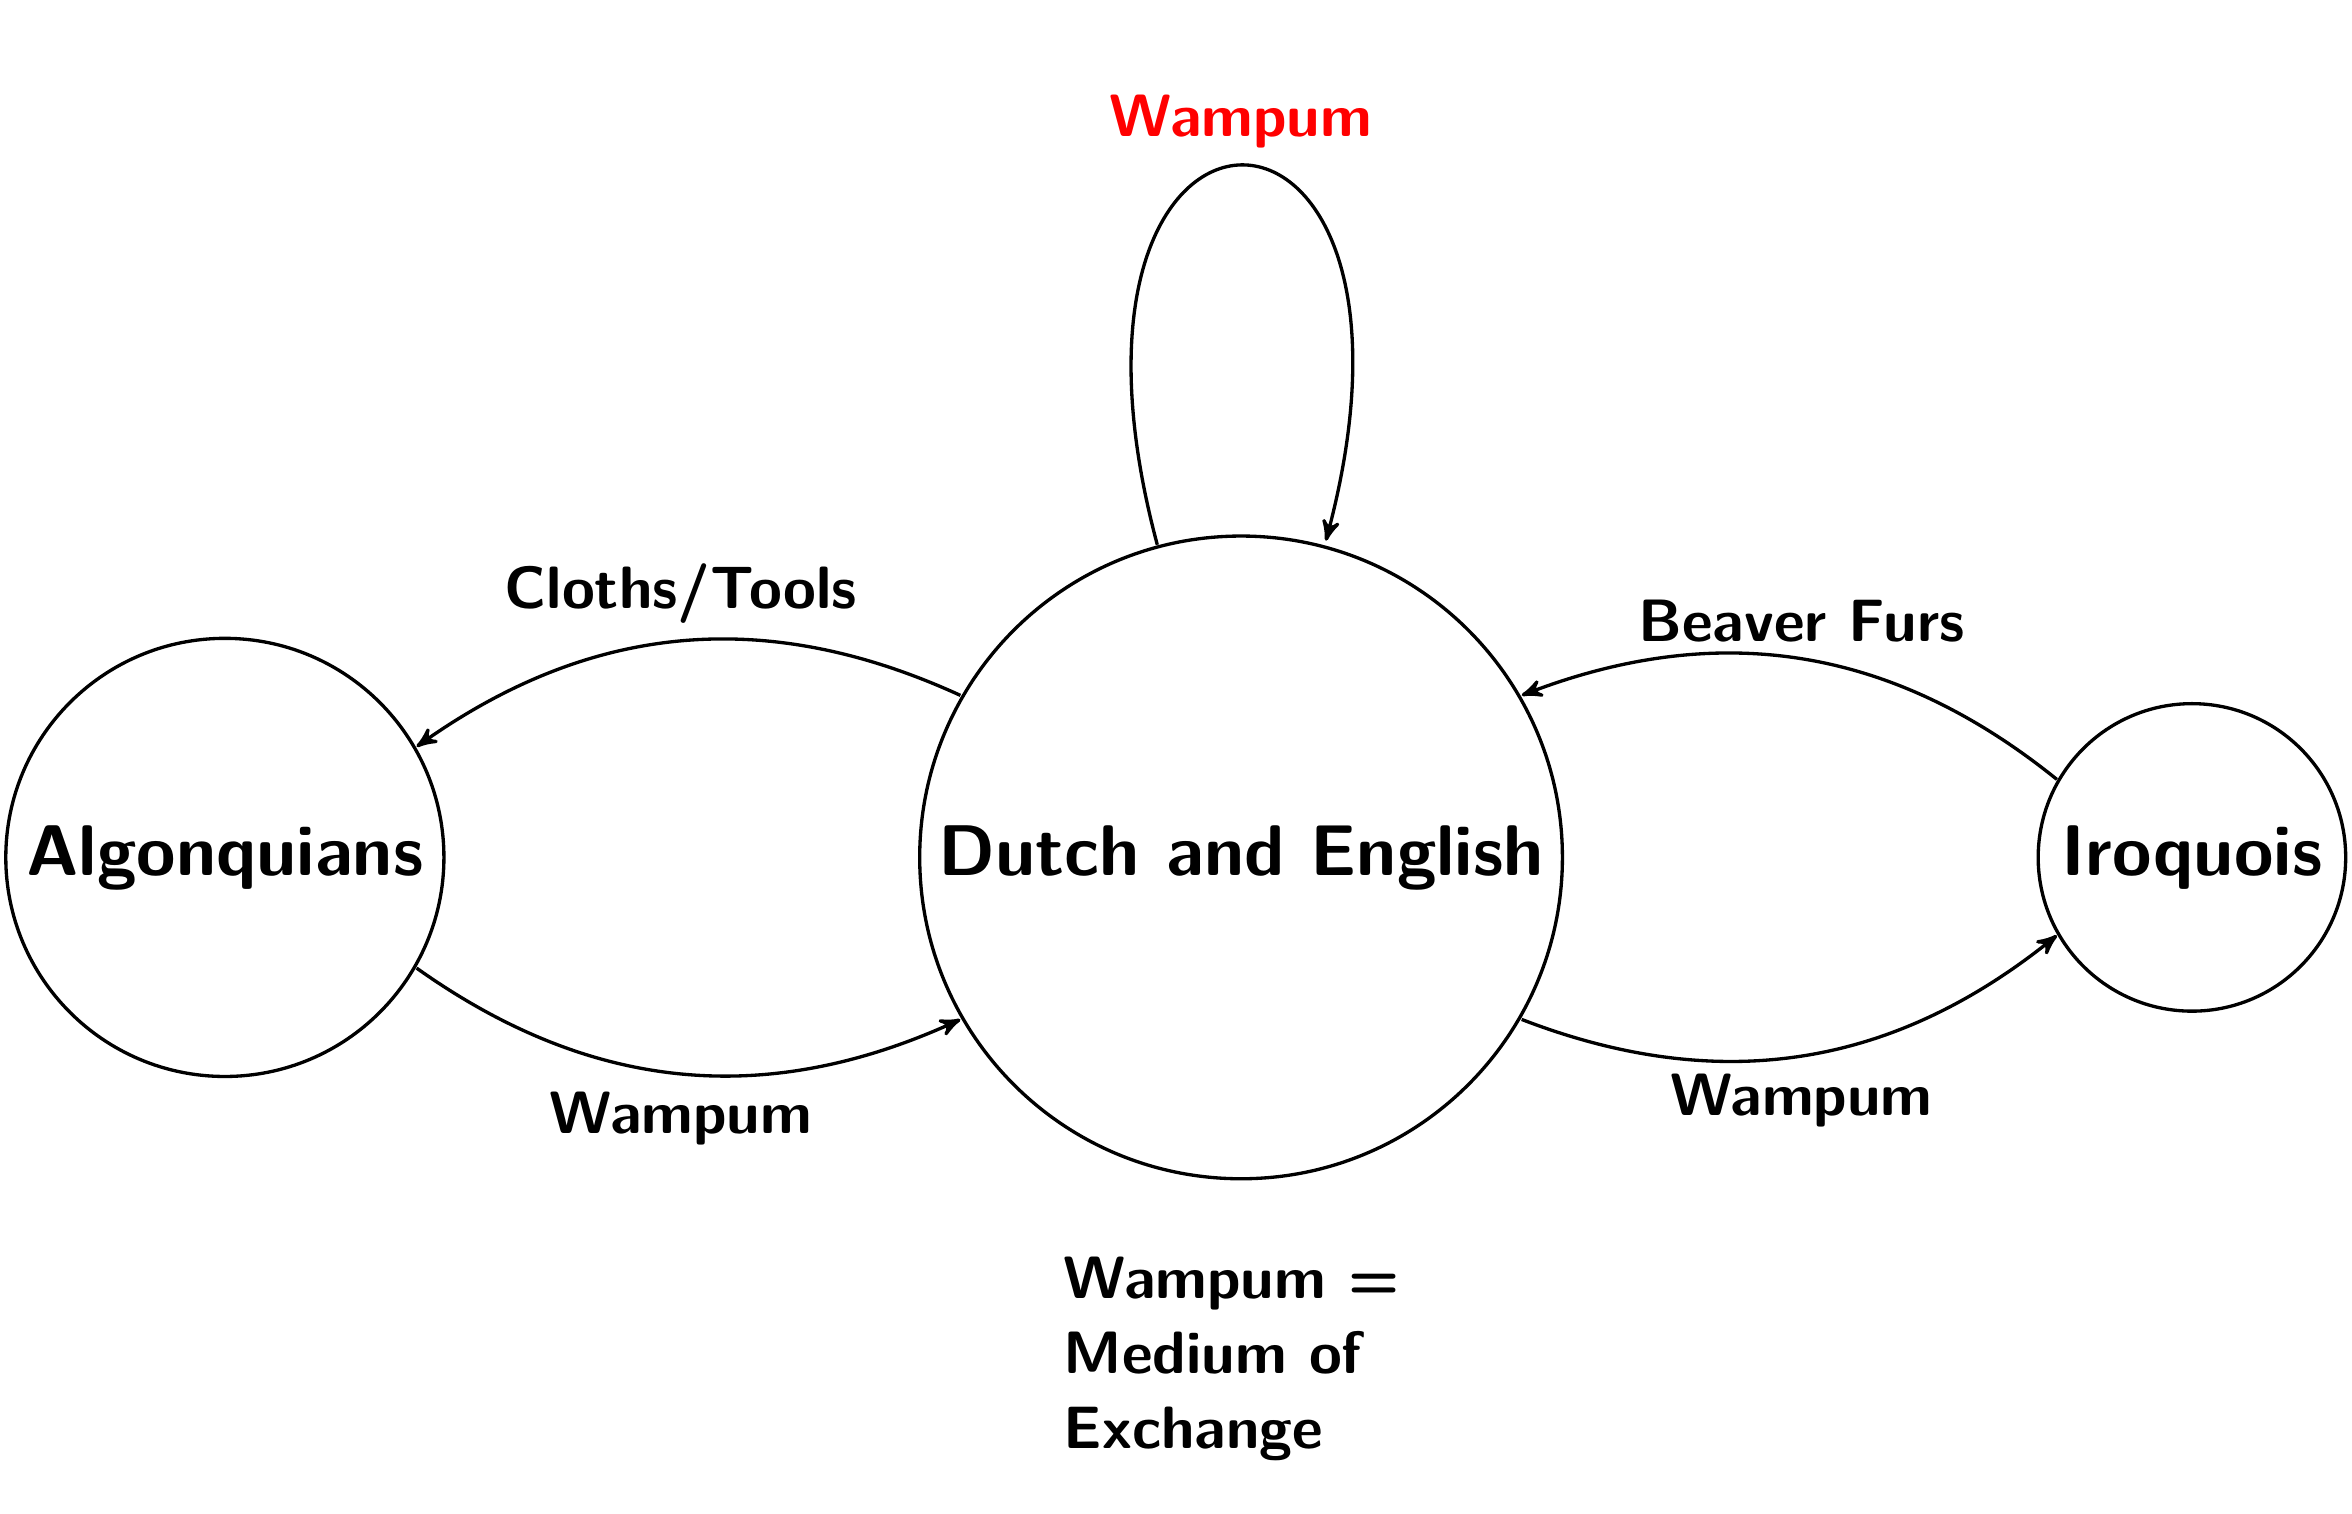 Wampum
Cloths/Tools
Beaver Furs
Algonquians
Dutch and English
Iroquois
Wampum
Wampum
Wampum =
Medium of
Exchange